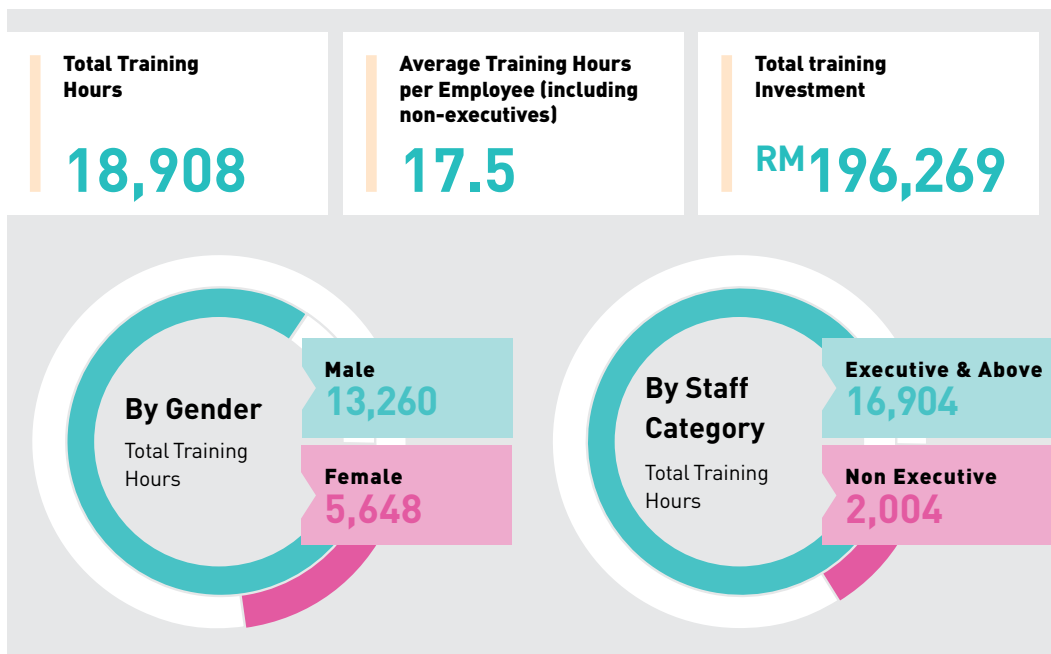 Total Training
Hours
18,908
Average Training Hours
per Employee (including
non-executives)
17.5
Total training
Investment
RM196,269
By Gender
Total Training
Hours
Male
13,260
Female
5,648
By Staff
Category
Total Training
Hours
Executive & Above
16,904
Non Executive
2,004